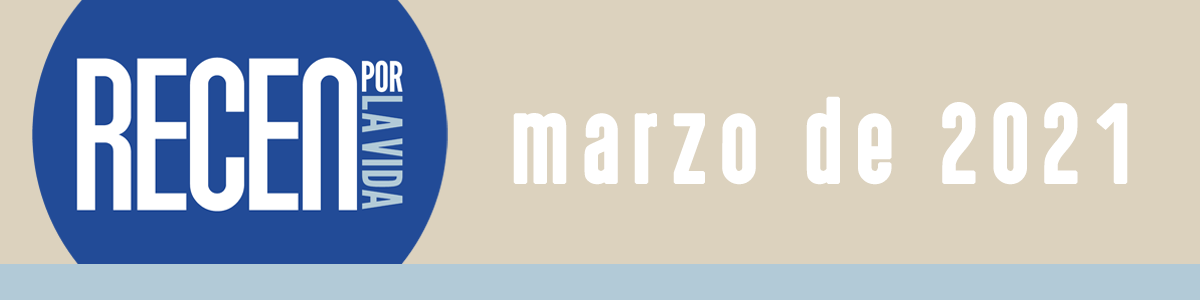 RECEN
POR
LA VIDA
marzo de 2021